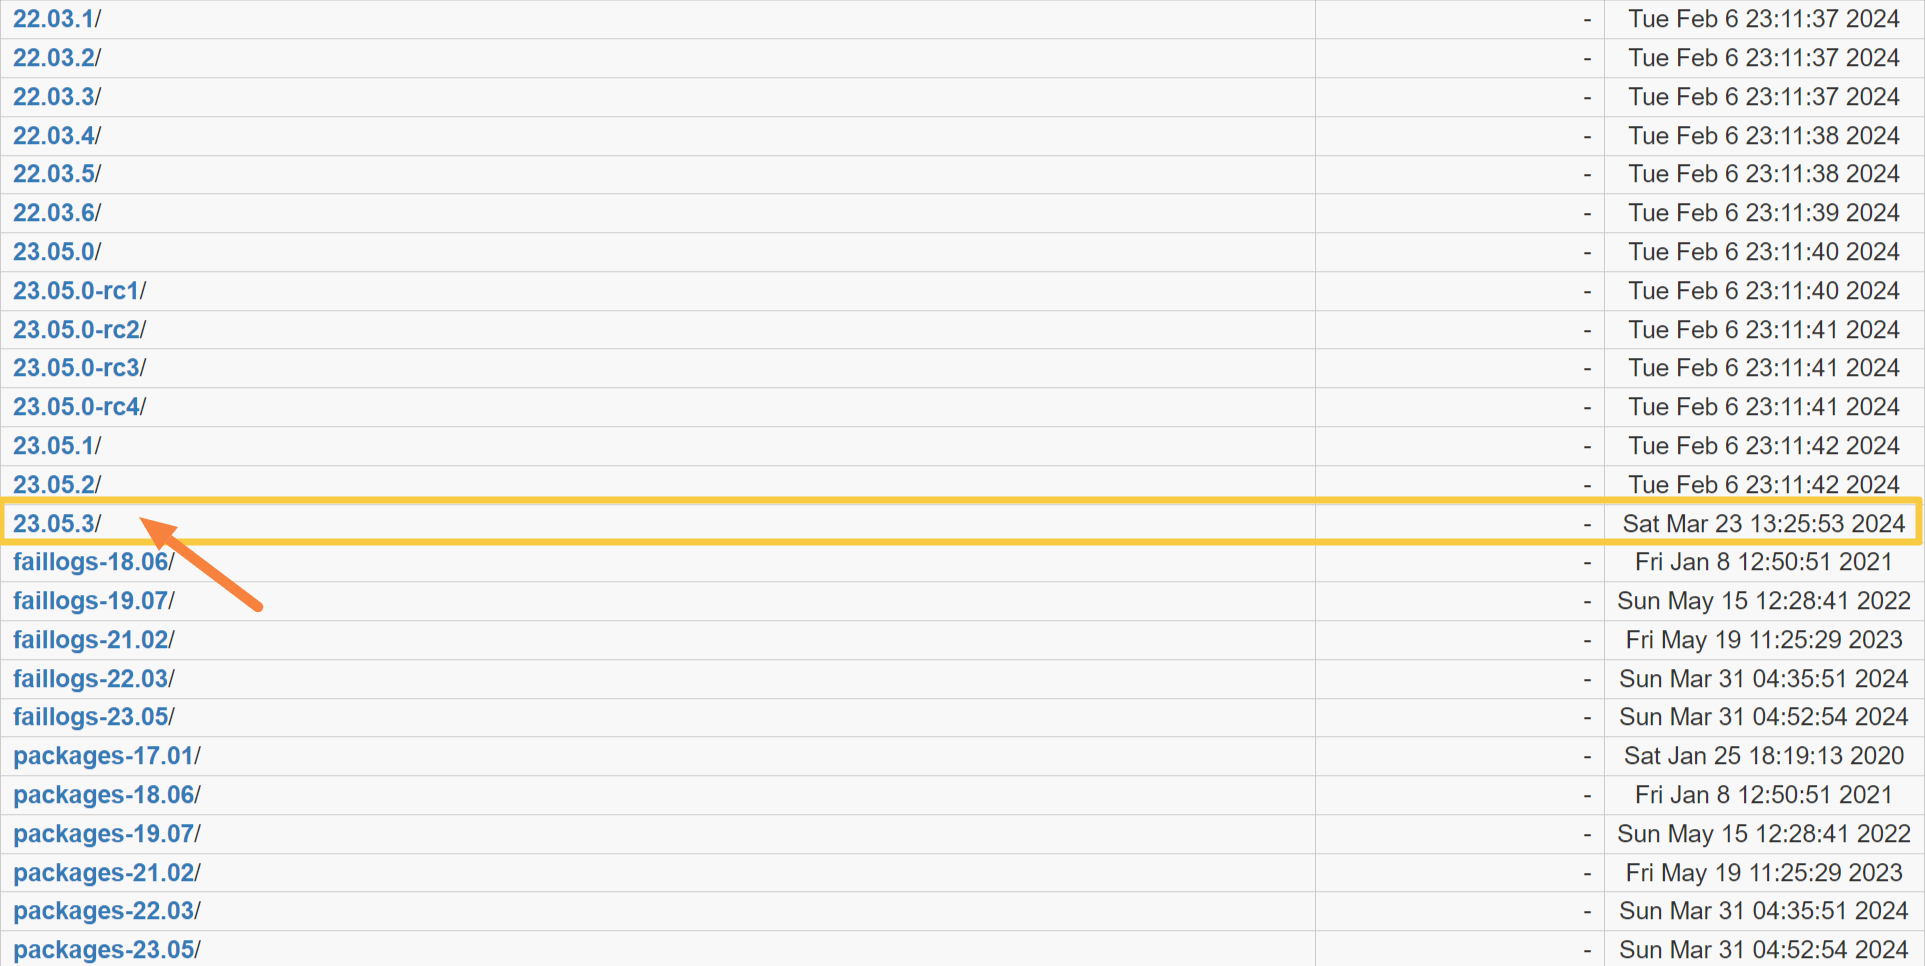 22.03.1/ - Tue Feb 6 23:11:37 2024
22.03.2/ - Tue Feb 6 23:11:37 2024
22.03.3/ - Tue Feb 6 23:11:37 2024
22.03.4/ - Tue Feb 6 23:11:38 2024
22.03.5/ - Tue Feb 6 23:11:38 2024
22.03.6/ - Tue Feb 6 23:11:39 2024
23.05.0/ - Tue Feb 6 23:11:40 2024
23.05.0-rc1/ - Tue Feb 6 23:11:40 2024
23.05.0-rc2/ - Tue Feb 6 23:11:41 2024
23.05.0-rc3/ - Tue Feb 6 23:11:41 2024
23.05.0-rc4/ - Tue Feb 6 23:11:41 2024
23.05.1/ - Tue Feb 6 23:11:42 2024
23.05.2/ - Tue Feb 6 23:11:42 2024
23.05.3/ - Sat Mar 23 13:25:53 2024
faillogs-18.06/ - Fri Jan 8 12:50:51 2021
faillogs-19.07/ - Sun May 15 12:28:41 2022
faillogs-21.02/ - Fri May 19 11:25:29 2023
faillogs-22.03/ - Sun Mar 31 04:35:51 2024
faillogs-23.05/ - Sun Mar 31 04:52:54 2024
packages-17.01/ - Sat Jan 25 18:19:13 2020
packages-18.06/ - Fri Jan 8 12:50:51 2021
packages-19.07/ - Sun May 15 12:28:41 2022
packages-21.02/ - Fri May 19 11:25:29 2023
packages-22.03/ - Sun Mar 31 04:35:51 2024
packages-23.05/ - Sun Mar 31 04:52:54 2024